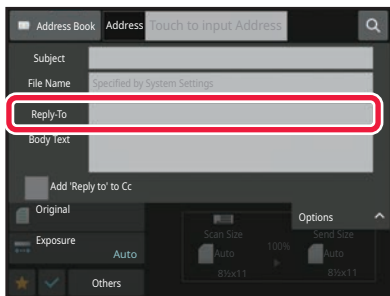 Address Book Address Touch to input Address
Subject
File Name Specified by System Settings
Reply-To
Body Text
Add 'Reply to' to Cc
Original
Options
Exposure
Auto
Scan Size
100%
Send Size
Auto
Auto
8½x11
8½x11
Others